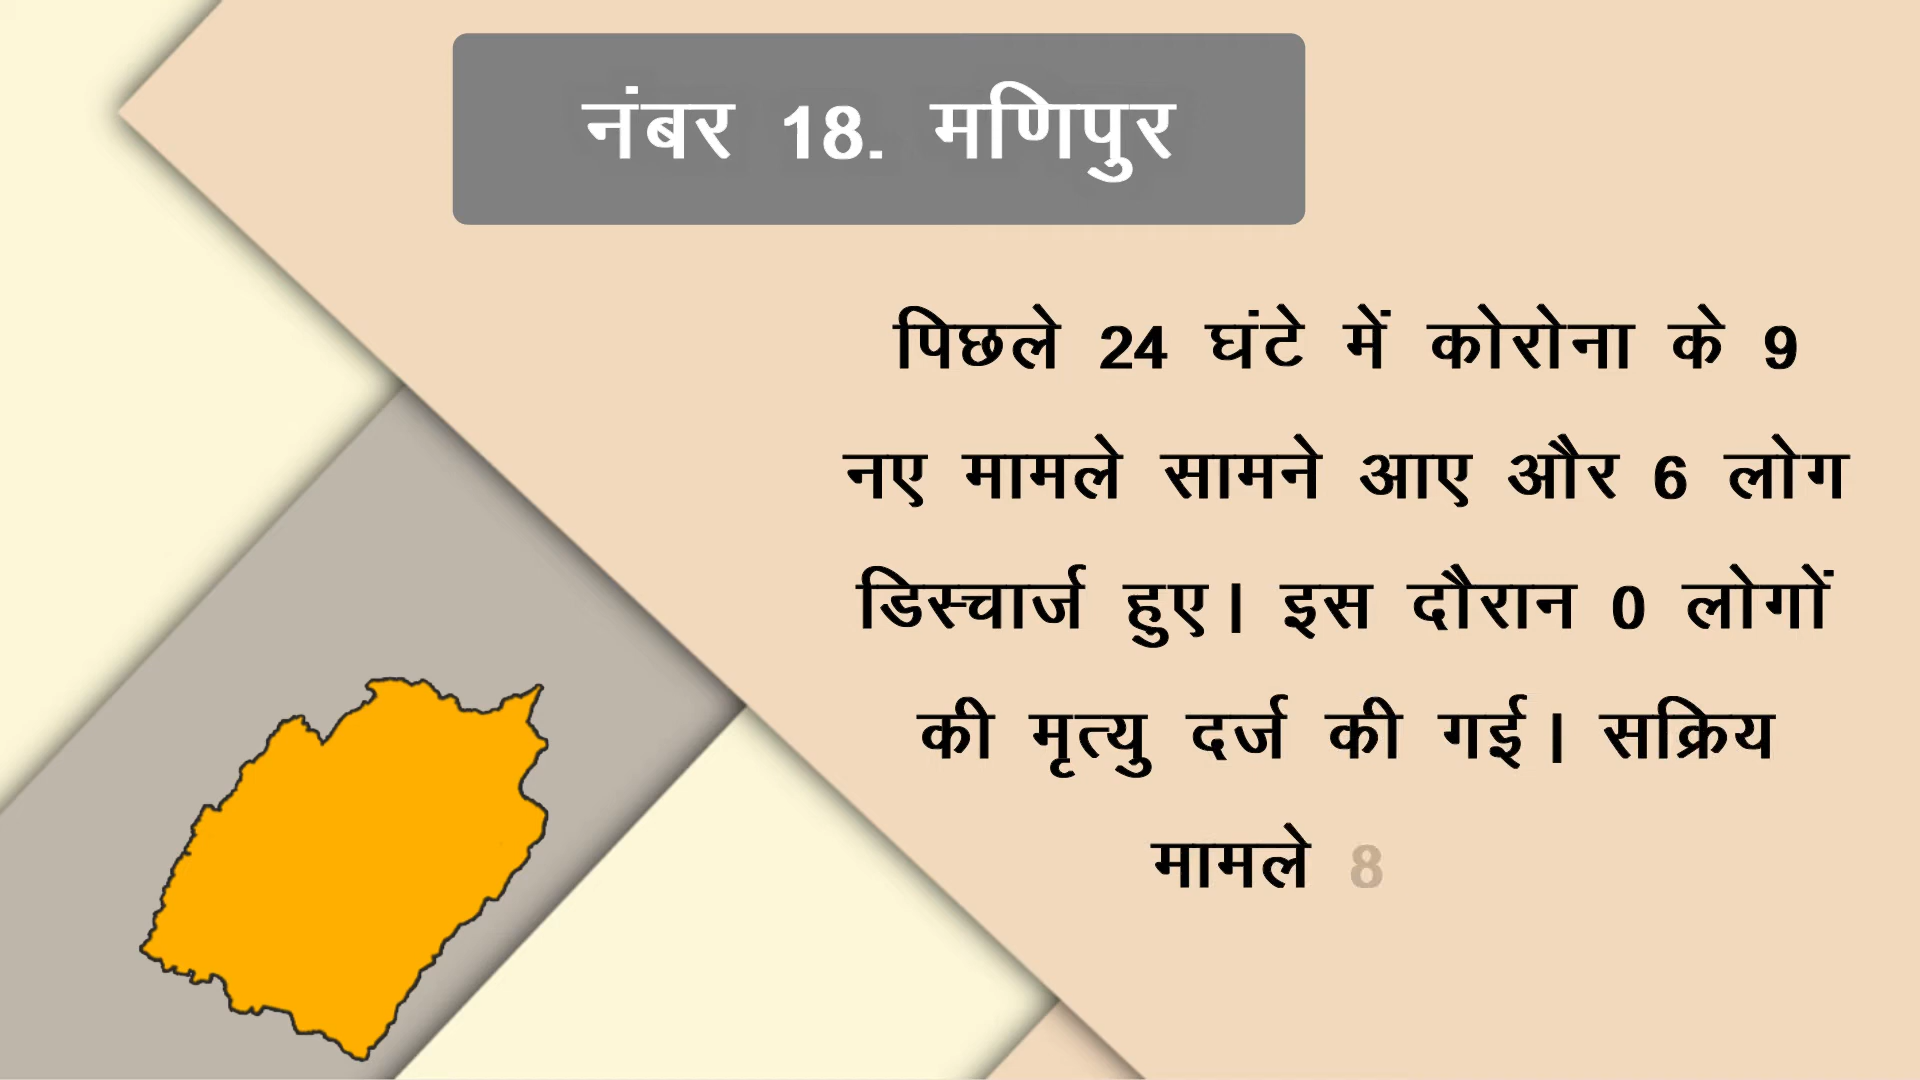 नंबर 18. मणिपुर
पिछले 24 घंटे में कोरोना के 9
नए मामले सामने आए और 6 लोग
डिस्चार्ज हुए। इस दौरान 0 लोगों
की मृत्यु दर्ज की गई। सक्रिय
मामले 8